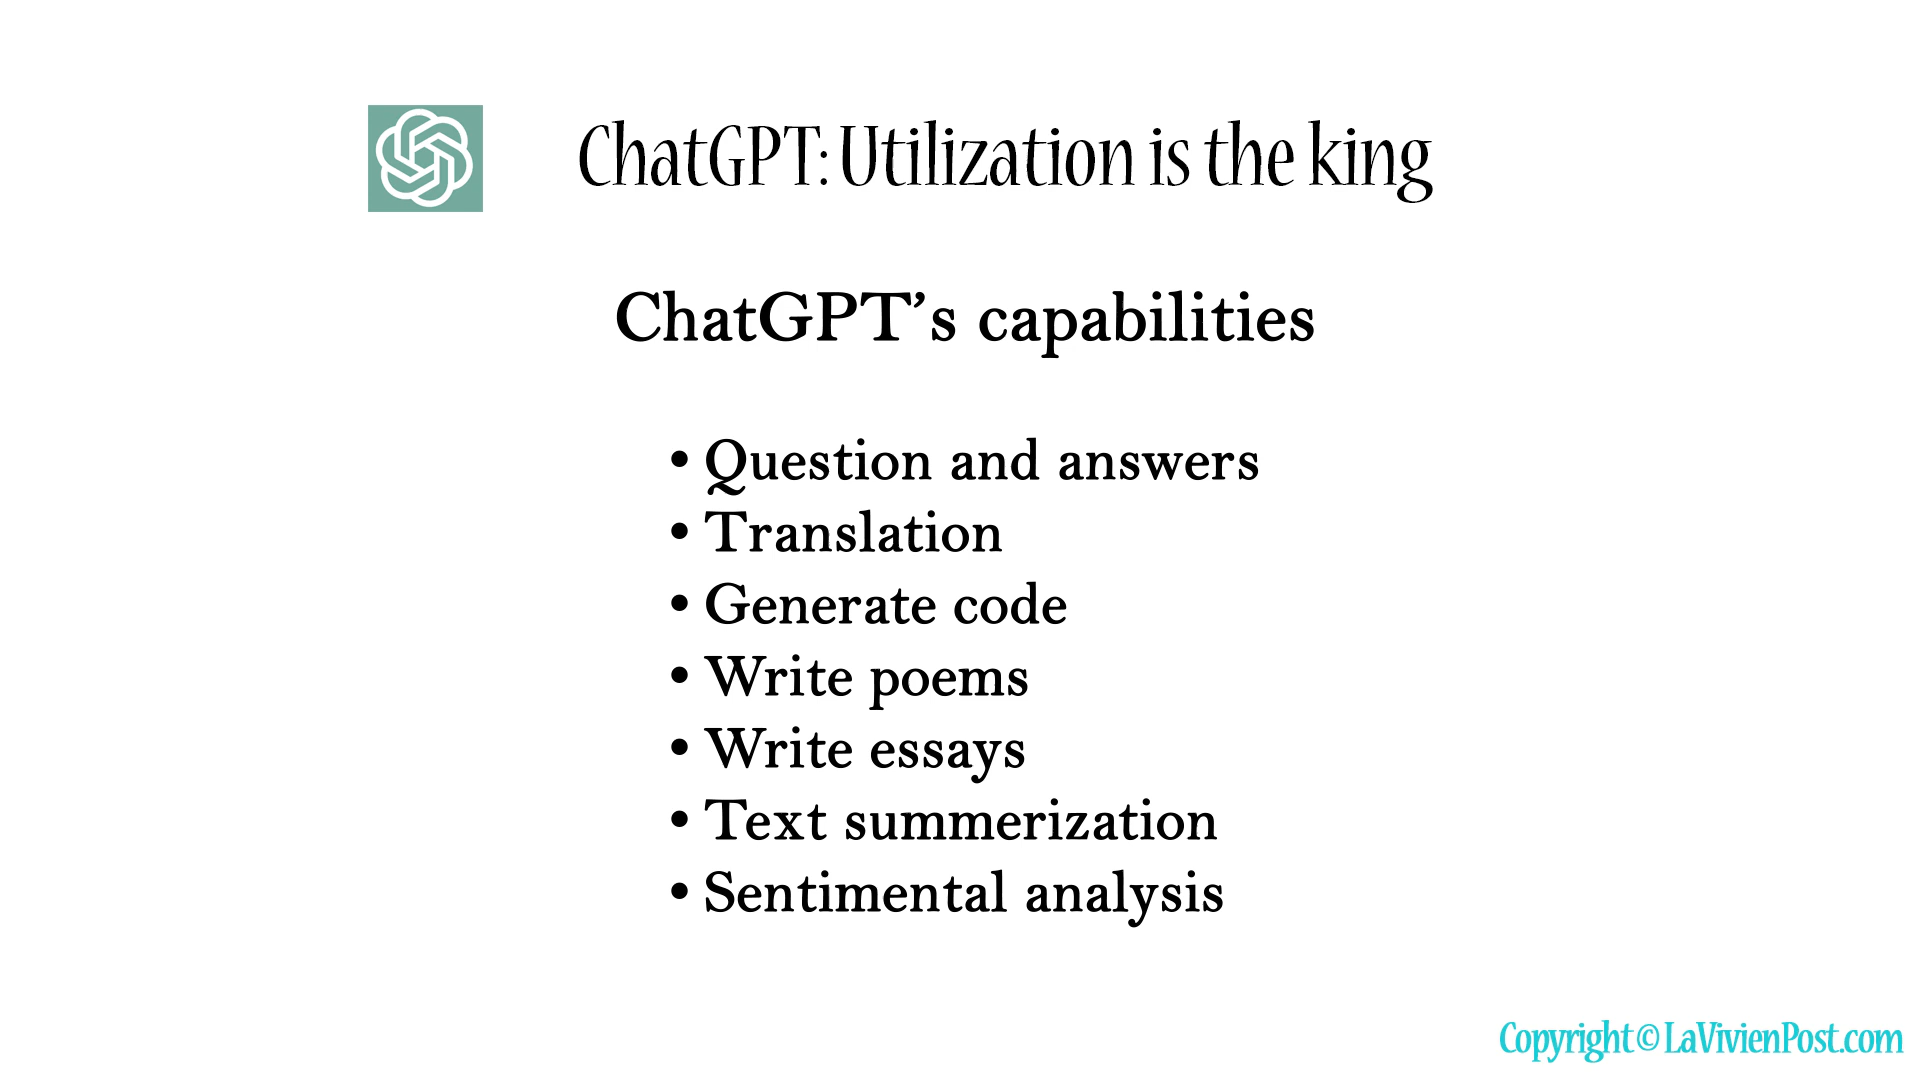 ChatGPT: Utilization is the king
ChatGPT’s capabilities
• Question and answers
• Translation
• Generate code
• Write poems
• Write essays
• Text summerization
• Sentimental analysis
Copyright © LaVivienPost.com